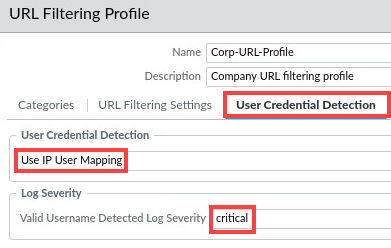 URL Filtering Profile
Name Corp-URL-Profile
Description Company URL filtering profile
Categories URL Filtering Settings User Credential Detection
User Credential Detection
Use IP User Mapping
Log Severity
Valid Username Detected Log Severity critical